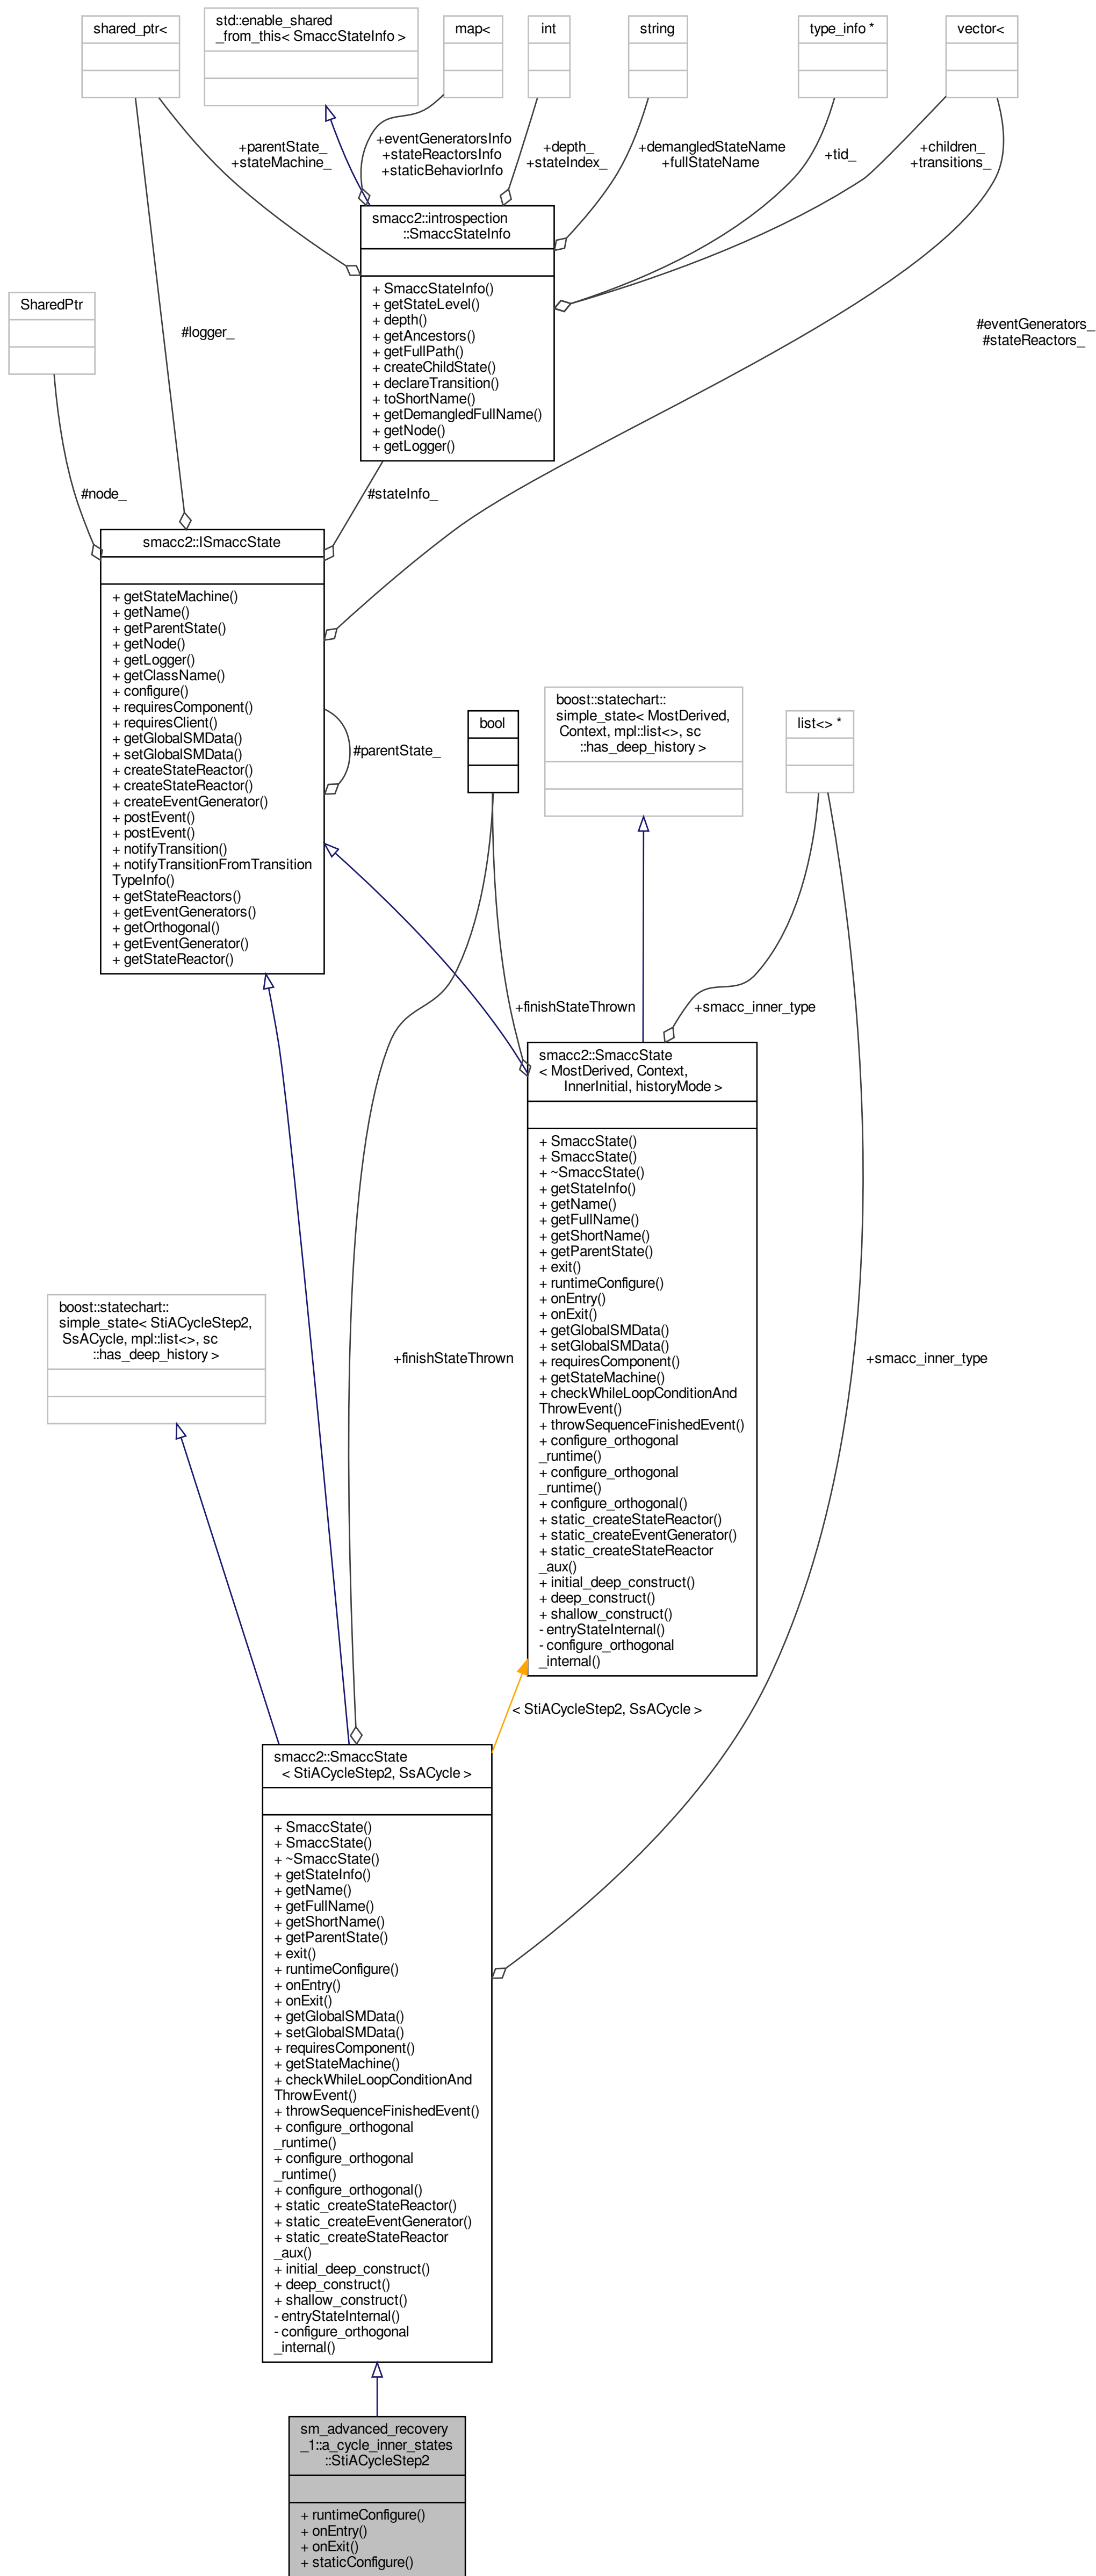 shared_ptr<
std::enable_shared
_from_this< SmaccStateInfo >
map<
int
string
type_info *
vector<
+parentState_
+stateMachine_
+eventGeneratorsInfo
+stateReactorsInfo
+staticBehaviorInfo
+depth_
+stateIndex_
+demangledStateName
+fullStateName
+tid_
+children_
+transitions_
smacc2::introspection
::SmaccStateInfo
+ SmaccStateInfo()
+ getStateLevel()
+ depth()
+ getAncestors()
+ getFullPath()
+ createChildState()
+ declareTransition()
+ toShortName()
+ getDemangledFullName()
+ getNode()
+ getLogger()
SharedPtr
#logger_
#eventGenerators_
#stateReactors_
#node_
#stateInfo_
smacc2::ISmaccState
+ getStateMachine()
+ getName()
+ getParentState()
+ getNode()
+ getLogger()
+ getClassName()
+ configure()
+ requiresComponent()
+ requiresClient()
+ getGlobalSMData()
+ setGlobalSMData()
+ createStateReactor()
+ createStateReactor()
+ createEventGenerator()
+ postEvent()
+ postEvent()
+ notifyTransition()
+ notifyTransitionFromTransition
TypeInfo()
+ getStateReactors()
+ getEventGenerators()
+ getOrthogonal()
+ getEventGenerator()
+ getStateReactor()
#parentState_
bool
boost::statechart::
simple_state< MostDerived,
Context, mpl::list<>, sc
::has_deep_history >
list<> *
+finishStateThrown
+smacc_inner_type
smacc2::SmaccState
< MostDerived, Context,
InnerInitial, historyMode >
+ SmaccState()
+ SmaccState()
+ ~SmaccState()
+ getStateInfo()
+ getName()
+ getFullName()
+ getShortName()
+ getParentState()
+ exit()
+ runtimeConfigure()
+ onEntry()
+ onExit()
+ getGlobalSMData()
+ setGlobalSMData()
+ requiresComponent()
+ getStateMachine()
+ checkWhileLoopConditionAnd
ThrowEvent()
+ throwSequenceFinishedEvent()
+ configure_orthogonal
_runtime()
+ configure_orthogonal
_runtime()
+ configure_orthogonal()
+ static_createStateReactor()
+ static_createEventGenerator()
+ static_createStateReactor
_aux()
+ initial_deep_construct()
+ deep_construct()
+ shallow_construct()
- entryStateInternal()
- configure_orthogonal
_internal()
boost::statechart::
simple_state< StiACycleStep2,
SsACycle, mpl::list<>, sc
::has_deep_history >
+finishStateThrown
+smacc_inner_type
< StiACycleStep2, SsACycle >
smacc2::SmaccState
< StiACycleStep2, SsACycle >
+ SmaccState()
+ SmaccState()
+ ~SmaccState()
+ getStateInfo()
+ getName()
+ getFullName()
+ getShortName()
+ getParentState()
+ exit()
+ runtimeConfigure()
+ onEntry()
+ onExit()
+ getGlobalSMData()
+ setGlobalSMData()
+ requiresComponent()
+ getStateMachine()
+ checkWhileLoopConditionAnd
ThrowEvent()
+ throwSequenceFinishedEvent()
+ configure_orthogonal
_runtime()
+ configure_orthogonal
_runtime()
+ configure_orthogonal()
+ static_createStateReactor()
+ static_createEventGenerator()
+ static_createStateReactor
_aux()
+ initial_deep_construct()
+ deep_construct()
+ shallow_construct()
- entryStateInternal()
- configure_orthogonal
_internal()
sm_advanced_recovery
_1::a_cycle_inner_states
::StiACycleStep2
+ runtimeConfigure()
+ onEntry()
+ onExit()
+ staticConfigure()